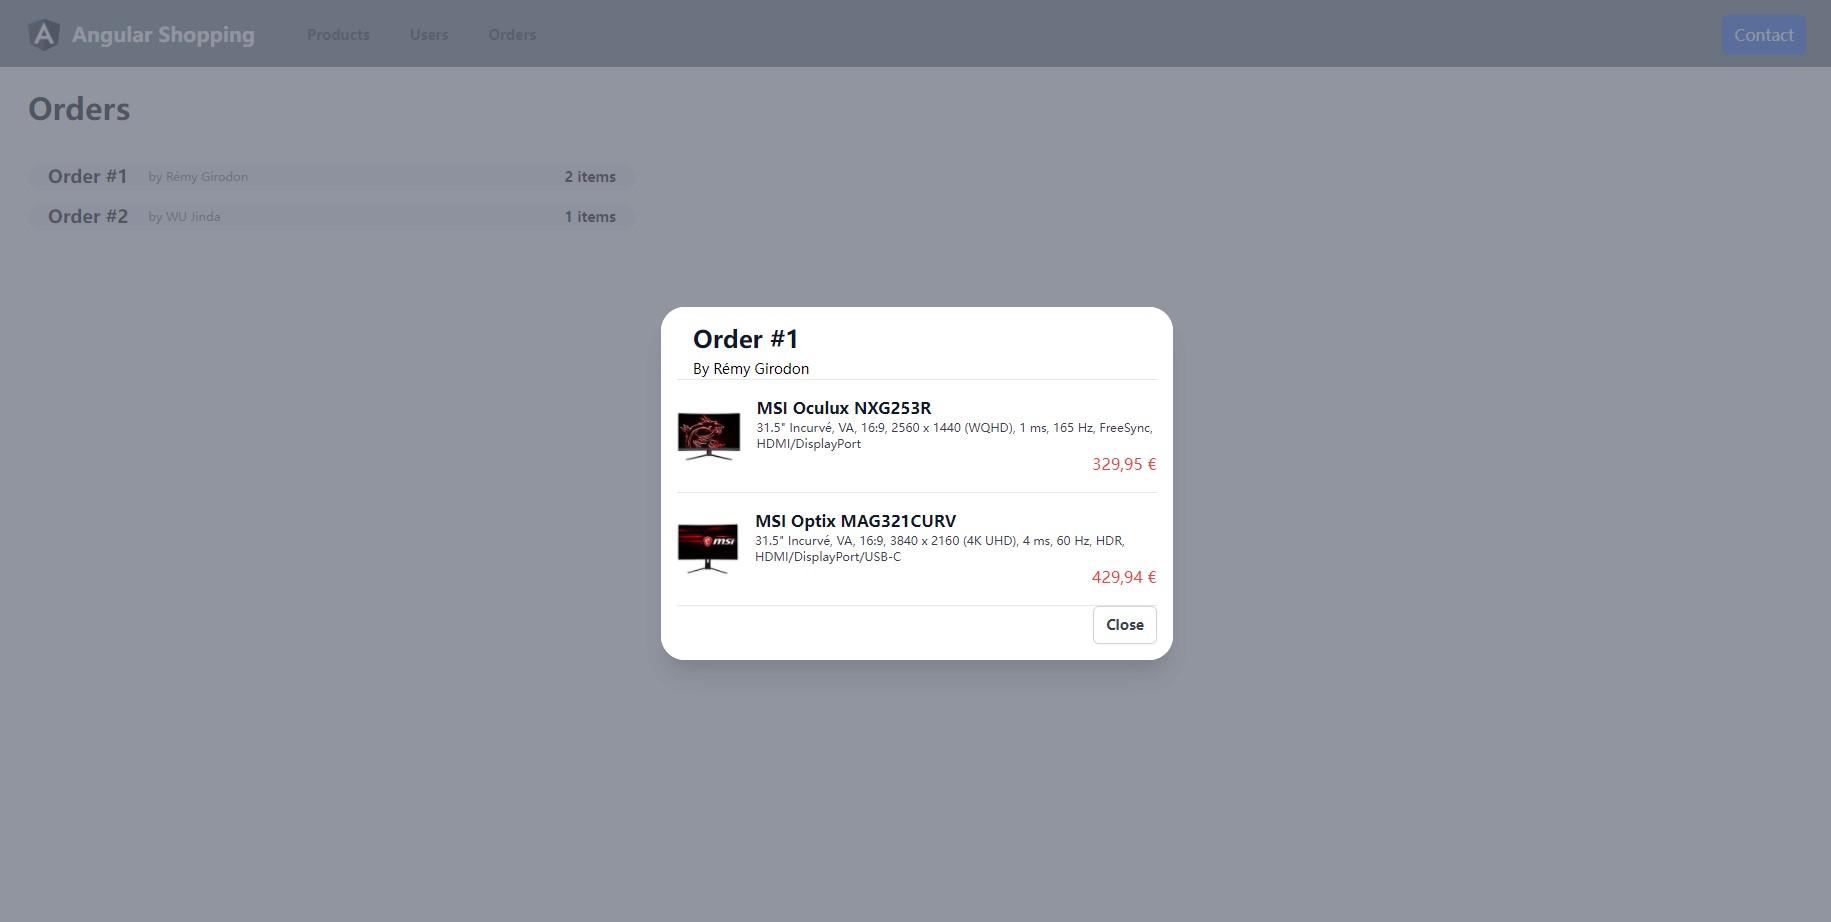 Angular Shopping Products Users Orders Contact
Orders
Order #1 by Rémy Girodon 2 items
Order #2 by WU Jinda 1 items
Order #1
By Rémy Girodon
MSI Oculux NXG253R
31.5" Incurvé, VA, 16:9, 2560 x 1440 (WQHD), 1 ms, 165 Hz, FreeSync,
HDMI/DisplayPort
329,95 €
MSI Optix MAG321CURV
31.5" Incurvé, VA, 16:9, 3840 x 2160 (4K UHD), 4 ms, 60 Hz, HDR,
HDMI/DisplayPort/USB-C
msi
429,94 €
Close